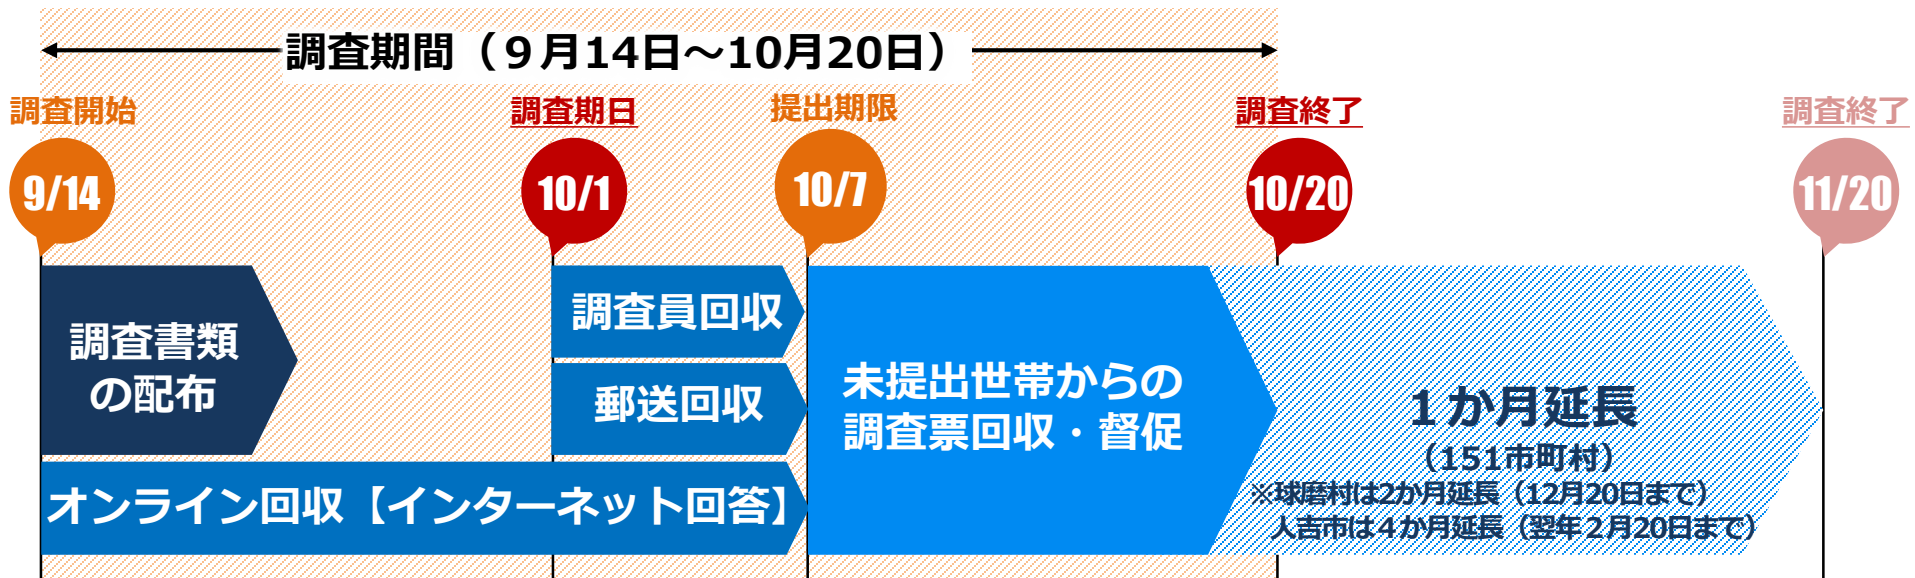 調査期間（９月14日～10月20日）
調査開始
調査期日
提出期限
調査終了
調査終了
9/14
10/1
10/7
10/20
11/20
調査書類
の配布
調査員回収
郵送回収
オンライン回収【インターネット回答】
未提出世帯からの
調査票回収・督促
１か月延長
（151市町村）
※球磨村は2か月延長（12月20日まで）
人吉市は４か月延長（翌年２月20日まで）